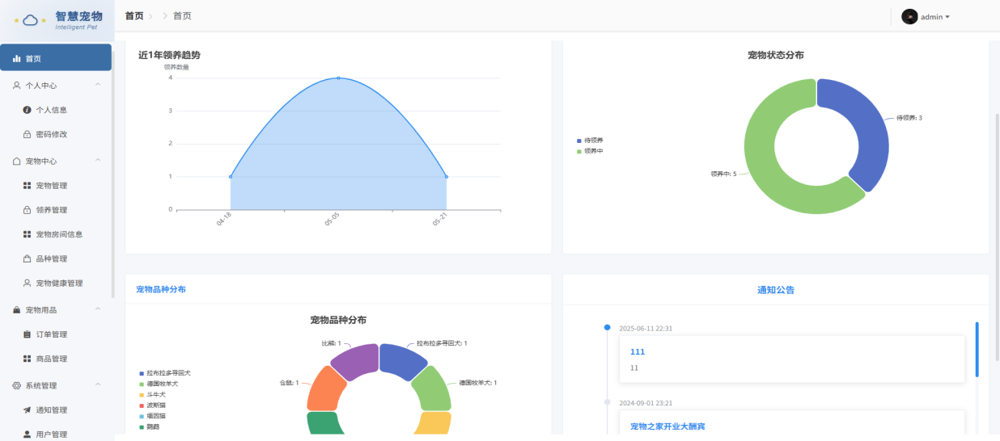 智慧宠物
Intelligent Pet
首页 > > 首页
admin
首页
个人中心
个人信息
密码修改
宠物中心
宠物管理
领养管理
宠物房间信息
品种管理
宠物健康管理
宠物用品
订单管理
商品管理
系统管理
通知管理
用户管理
近1年领养趋势
领养数量
4
3
2
1
0
04-18
05-05
05-21
宠物状态分布
待领养
领养中
待领养: 3
领养中: 5
宠物品种分布
宠物品种分布
拉布拉多寻回犬
德国牧羊犬
斗牛犬
波斯猫
缅因猫
鹦鹉
比熊: 1
拉布拉多寻回犬: 1
仓鼠: 1
德国牧羊犬: 1
通知公告
2025-06-11 22:31
111
11
2024-09-01 23:21
宠物之家开业大酬宾